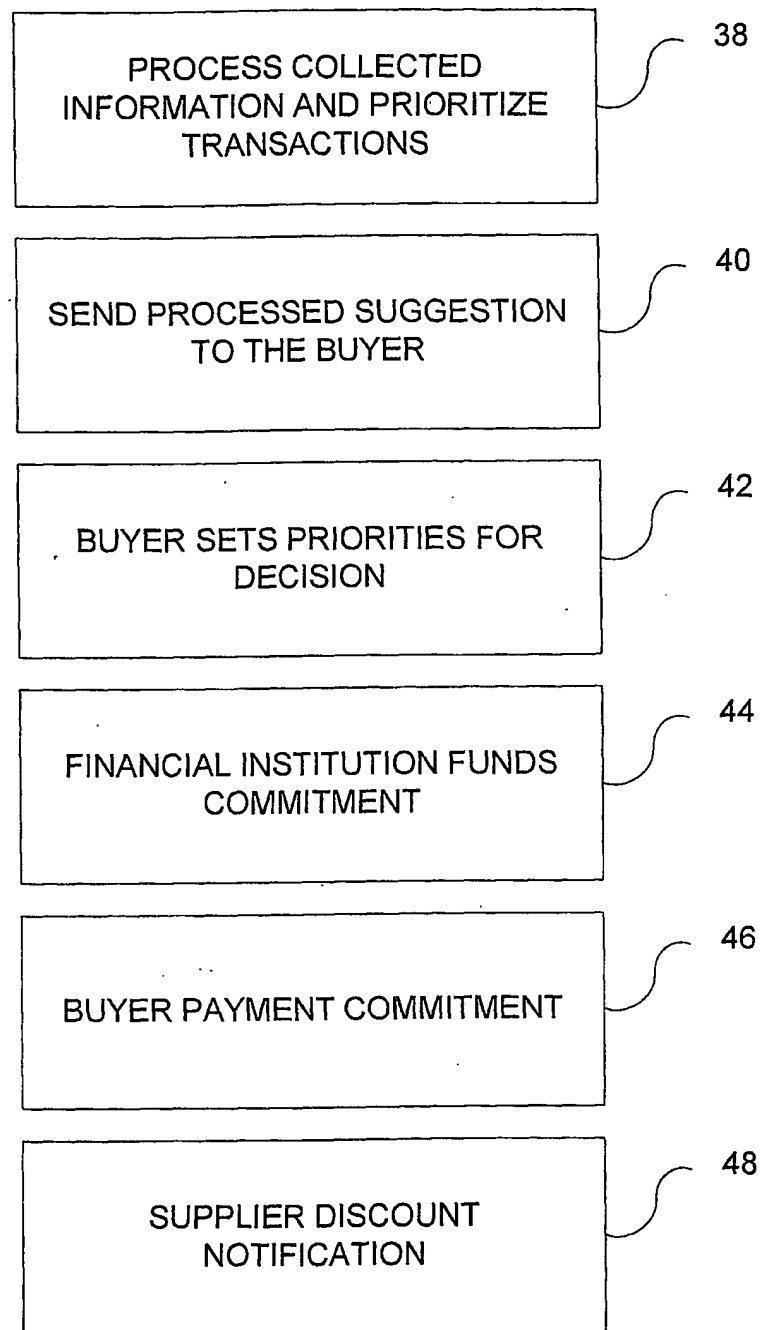 38
PROCESS COLLECTED
INFORMATION AND PRIORITIZE
TRANSACTIONS
40
SEND PROCESSED SUGGESTION
TO THE BUYER
42
BUYER SETS PRIORITIES FOR
DECISION
44
FINANCIAL INSTITUTION FUNDS
COMMITMENT
46
BUYER PAYMENT COMMITMENT
48
SUPPLIER DISCOUNT
NOTIFICATION